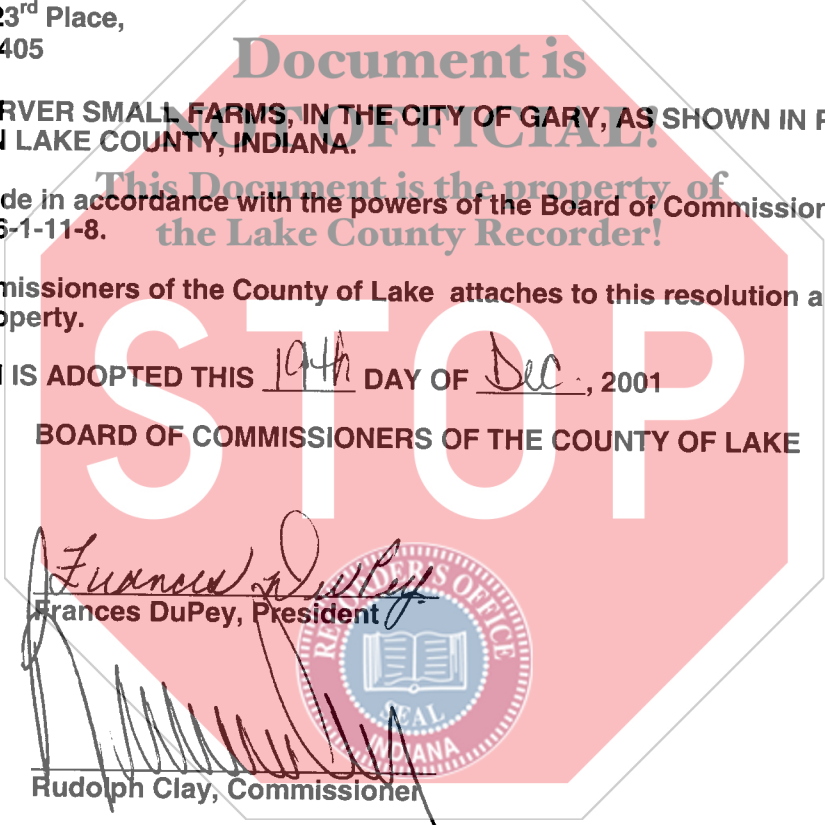 23rd Place,
405
Document is
RVER SMALL FARMS, IN THE CITY OF GARY, AS SHOWN IN P
NOT OFFICIAL!
N LAKE COUNTY, INDIANA.
This Document is the property of
de in accordance with the powers of the Board of Commission
6-1-11-8.
the Lake County Recorder!
missioners of the County of Lake attaches to this resolution a
operty.
STOP
IS ADOPTED THIS 19th DAY OF Dec., 2001
BOARD OF COMMISSIONERS OF THE COUNTY OF LAKE
Frances DuPey
Frances DuPey, President
RECORDER'S OFFICE
SEAL
INDIANA
Rudolph Clay, Commissioner